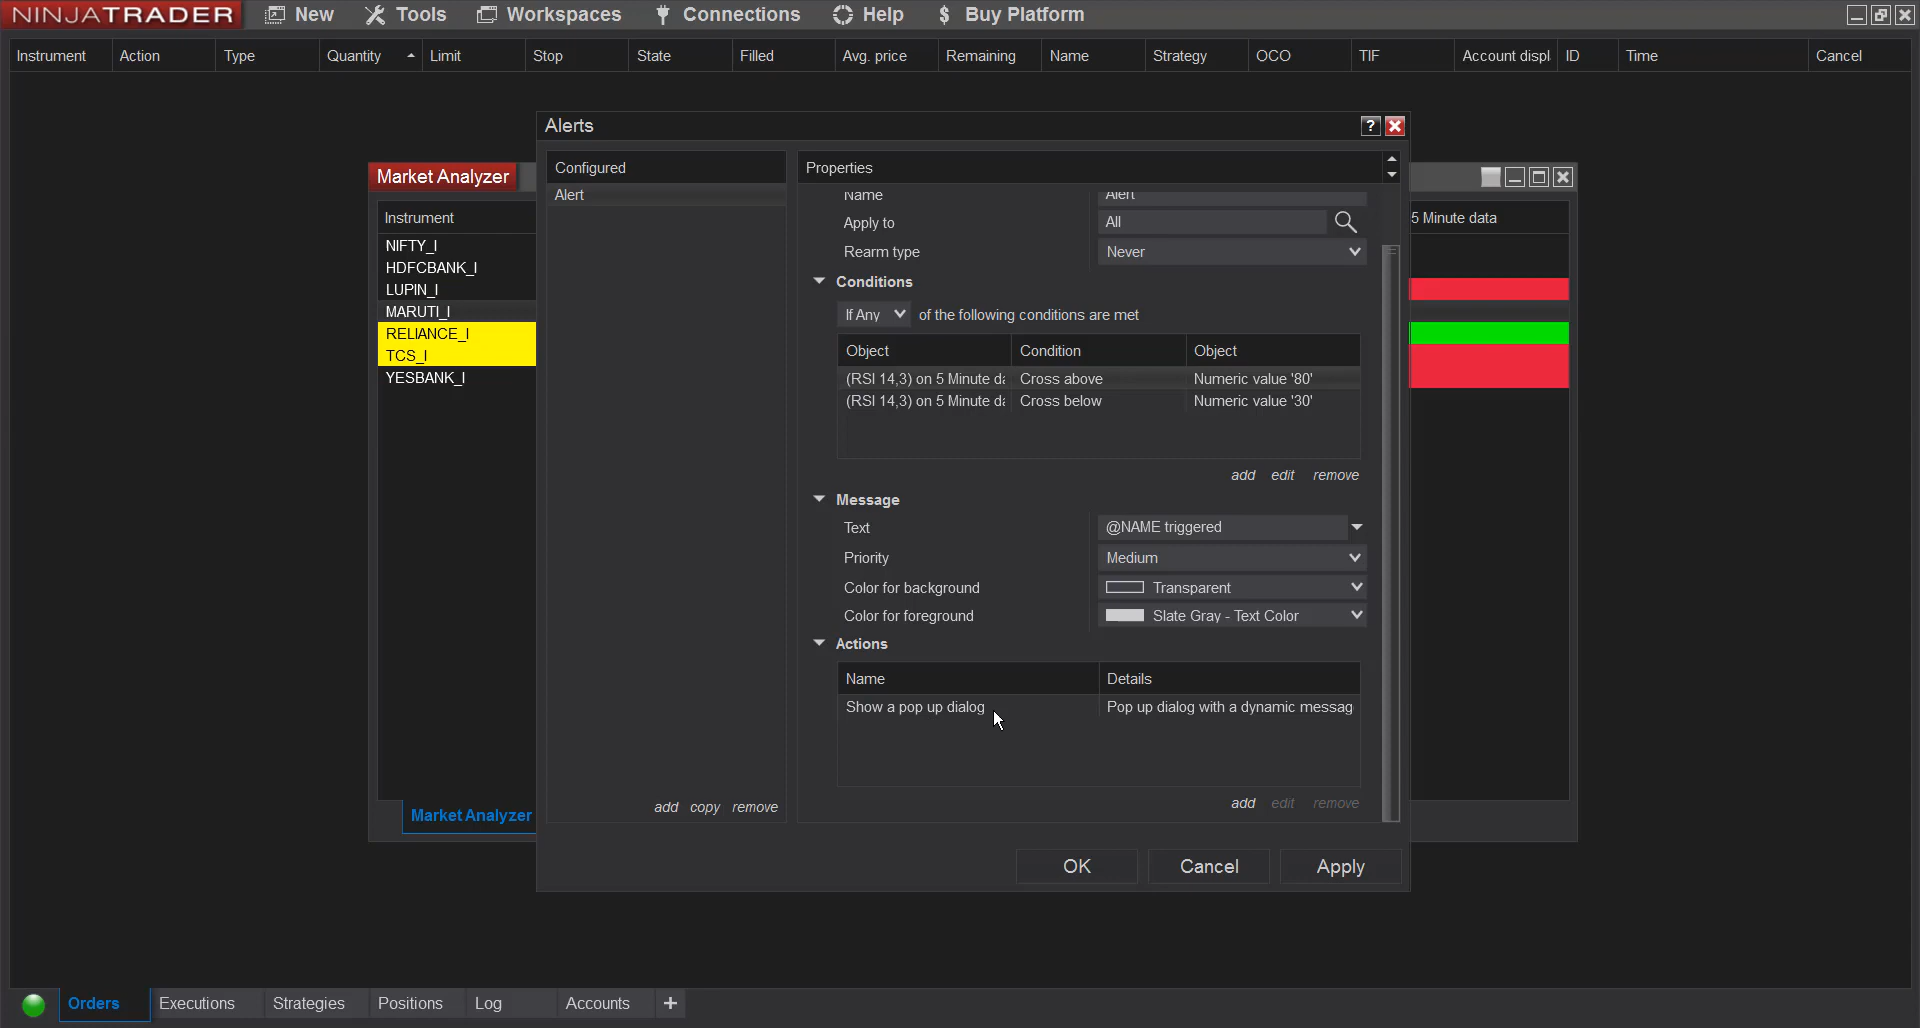 NINJATRADER New Tools Workspaces Connections Help $ Buy Platform
Instrument Action Type Quantity Limit Stop State Filled Avg. price Remaining Name Strategy OCO TIF Account displ ID Time Cancel
Alerts ?
Market Analyzer
Instrument
NIFTY_I
HDFCBANK_I
LUPIN_I
MARUTI_I
RELIANCE_I
TCS_I
YESBANK_I
Market Analyzer
Configured
Alert
add copy remove
Properties
Name Alert
Apply to All
Rearm type Never
Conditions
If Any of the following conditions are met
Object Condition Object
(RSI 14,3) on 5 Minute da Cross above Numeric value '80'
(RSI 14,3) on 5 Minute da Cross below Numeric value '30'
add edit remove
Message
Text @NAME triggered
Priority Medium
Color for background Transparent
Color for foreground Slate Gray - Text Color
Actions
Name Details
Show a pop up dialog Pop up dialog with a dynamic messag
add edit remove
OK Cancel Apply
5 Minute data
Orders Executions Strategies Positions Log Accounts +